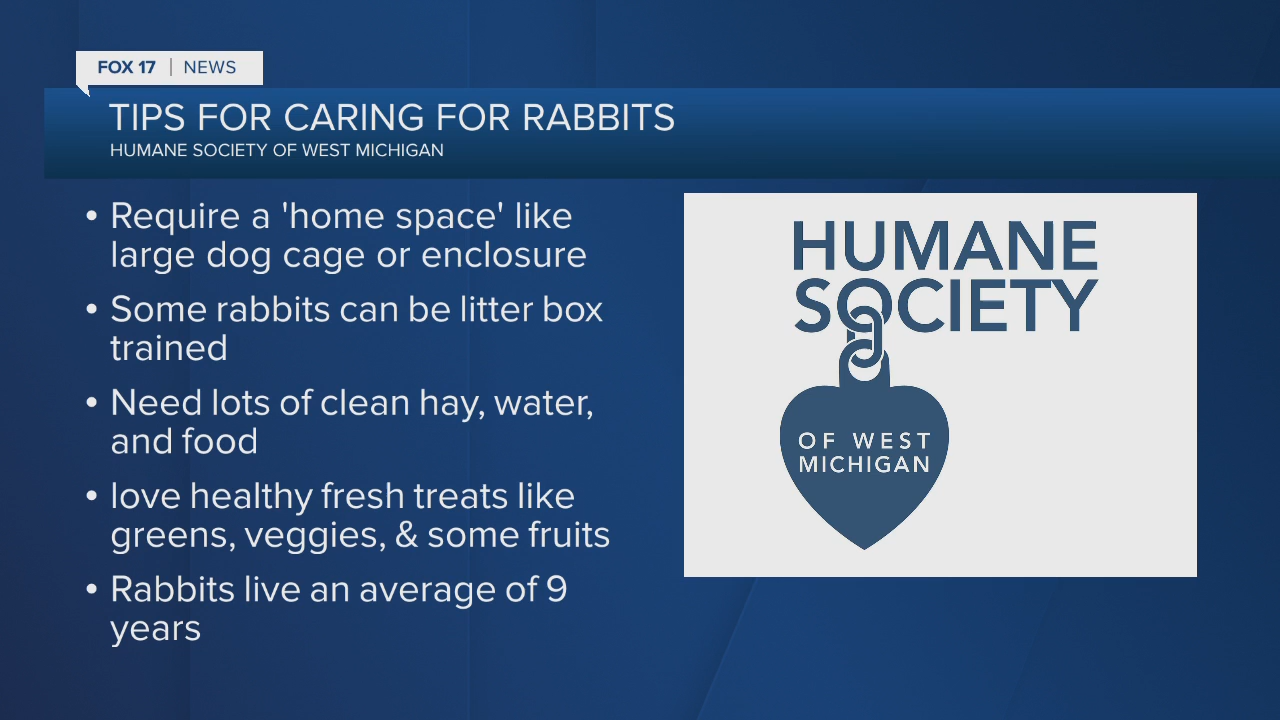 FOX 17 | NEWS
TIPS FOR CARING FOR RABBITS
HUMANE SOCIETY OF WEST MICHIGAN
• Require a 'home space' like
large dog cage or enclosure
• Some rabbits can be litter box
trained
• Need lots of clean hay, water,
and food
• love healthy fresh treats like
greens, veggies, & some fruits
• Rabbits live an average of 9
years
HUMANE
SOCIETY
OF WEST
MICHIGAN